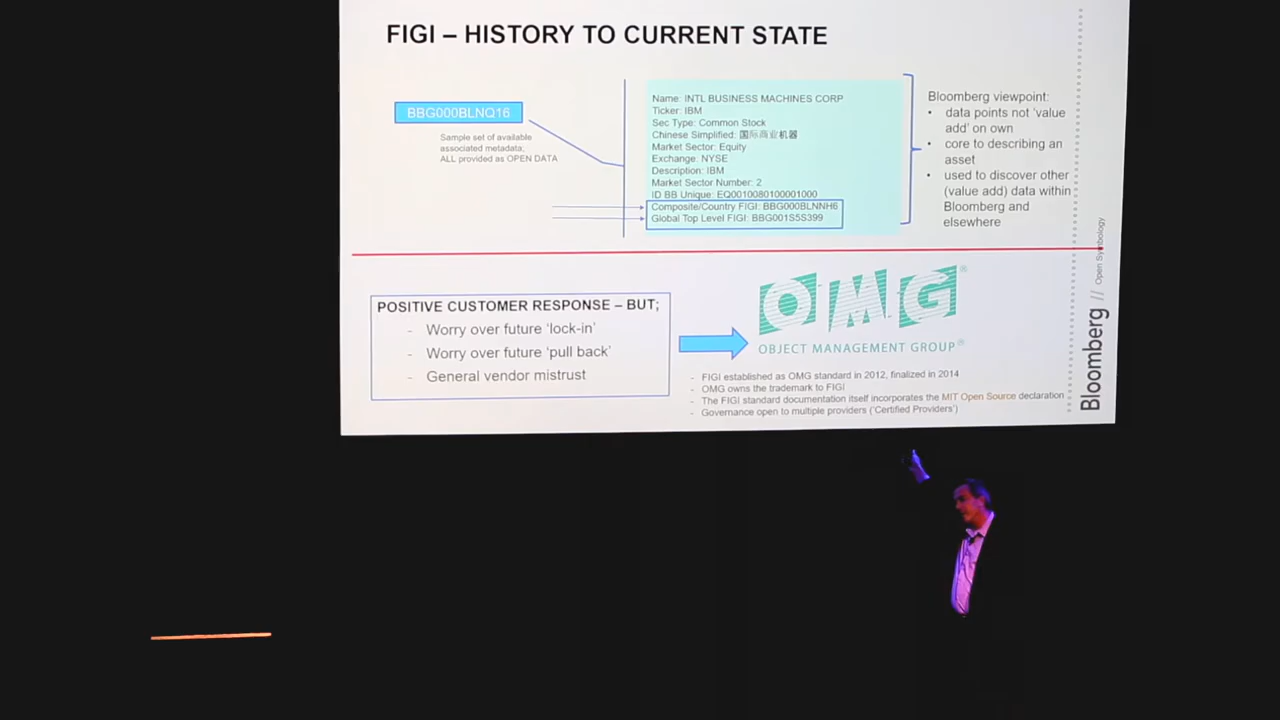 FIGI – HISTORY TO CURRENT STATE
BBG000BLNQ16
Sample set of available
associated metadata;
ALL provided as OPEN DATA
Name: INTL BUSINESS MACHINES CORP
Ticker: IBM
Sec Type: Common Stock
Chinese Simplified: 国际商业机器
Market Sector: Equity
Exchange: NYSE
Description: IBM
Market Sector Number: 2
ID BB Unique: EQ0010080100001000
Composite/Country FIGI: BBG000BLNNH6
Global Top Level FIGI: BBG001S5S399
Bloomberg viewpoint:
• data points not ‘value
add’ on own
• core to describing an
asset
• used to discover other
(value add) data within
Bloomberg and
elsewhere
POSITIVE CUSTOMER RESPONSE – BUT;
- Worry over future ‘lock-in’
- Worry over future ‘pull back’
- General vendor mistrust
OMG®
OBJECT MANAGEMENT GROUP®
- FIGI established as OMG standard in 2012, finalized in 2014
- OMG owns the trademark to FIGI
- The FIGI standard documentation itself incorporates the MIT Open Source declaration
- Governance open to multiple providers (‘Certified Providers’)
Bloomberg // Open Symbology